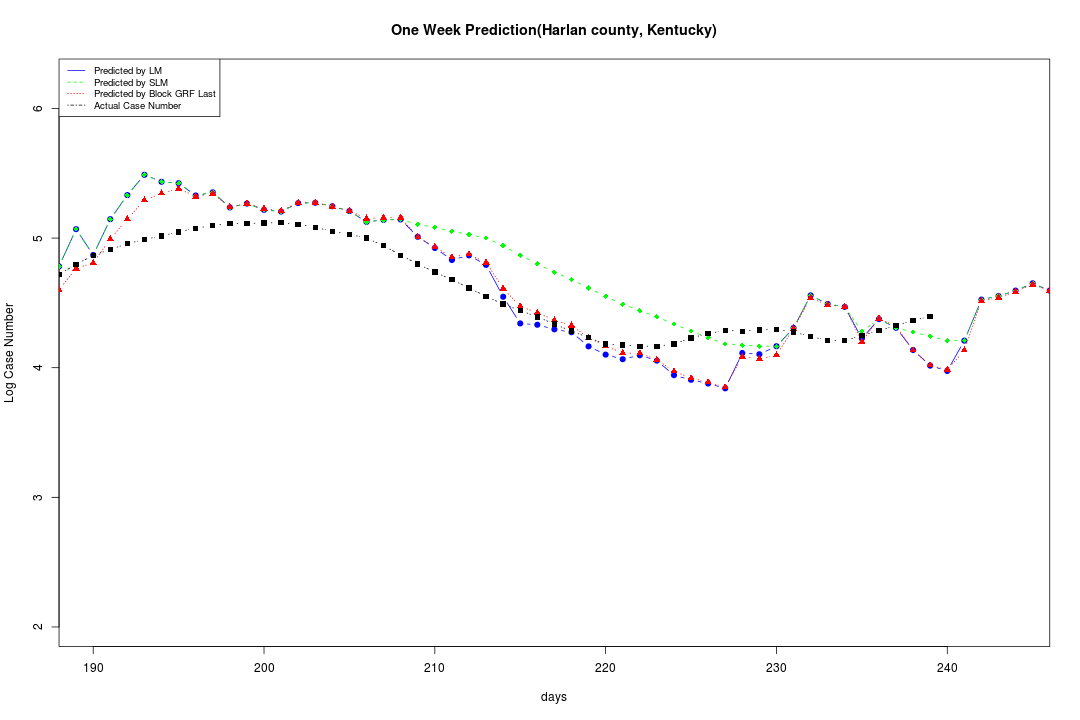 One Week Prediction(Harlan county, Kentucky)
Predicted by LM
Predicted by SLM
Predicted by Block GRF Last
Actual Case Number
6
5
4
3
2
Log Case Number
190 200 210 220 230 240
days